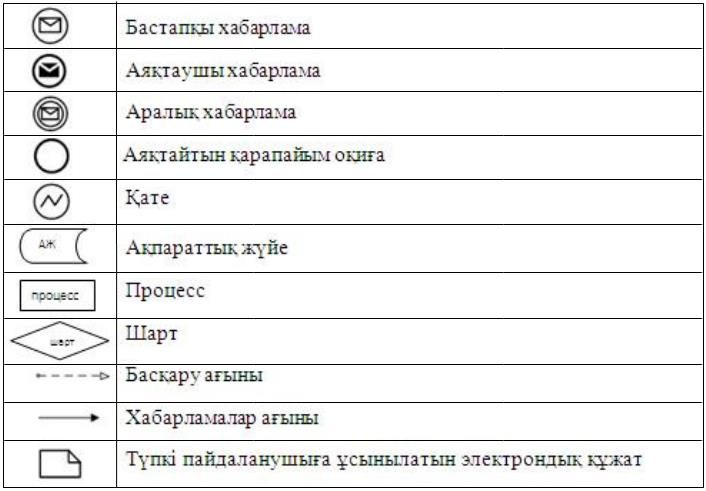 Бастапқы хабарлама
Аяқтаушы хабарлама
Аралық хабарлама
Аяқтайтын қарапайым оқиға
Қате
АЖ
Ақпараттық жүйе
процесс
Процесс
шарт
Шарт
Басқару ағыны
Хабарламалар ағыны
Түпкі пайдаланушыға ұсынылатын электрондық құжат